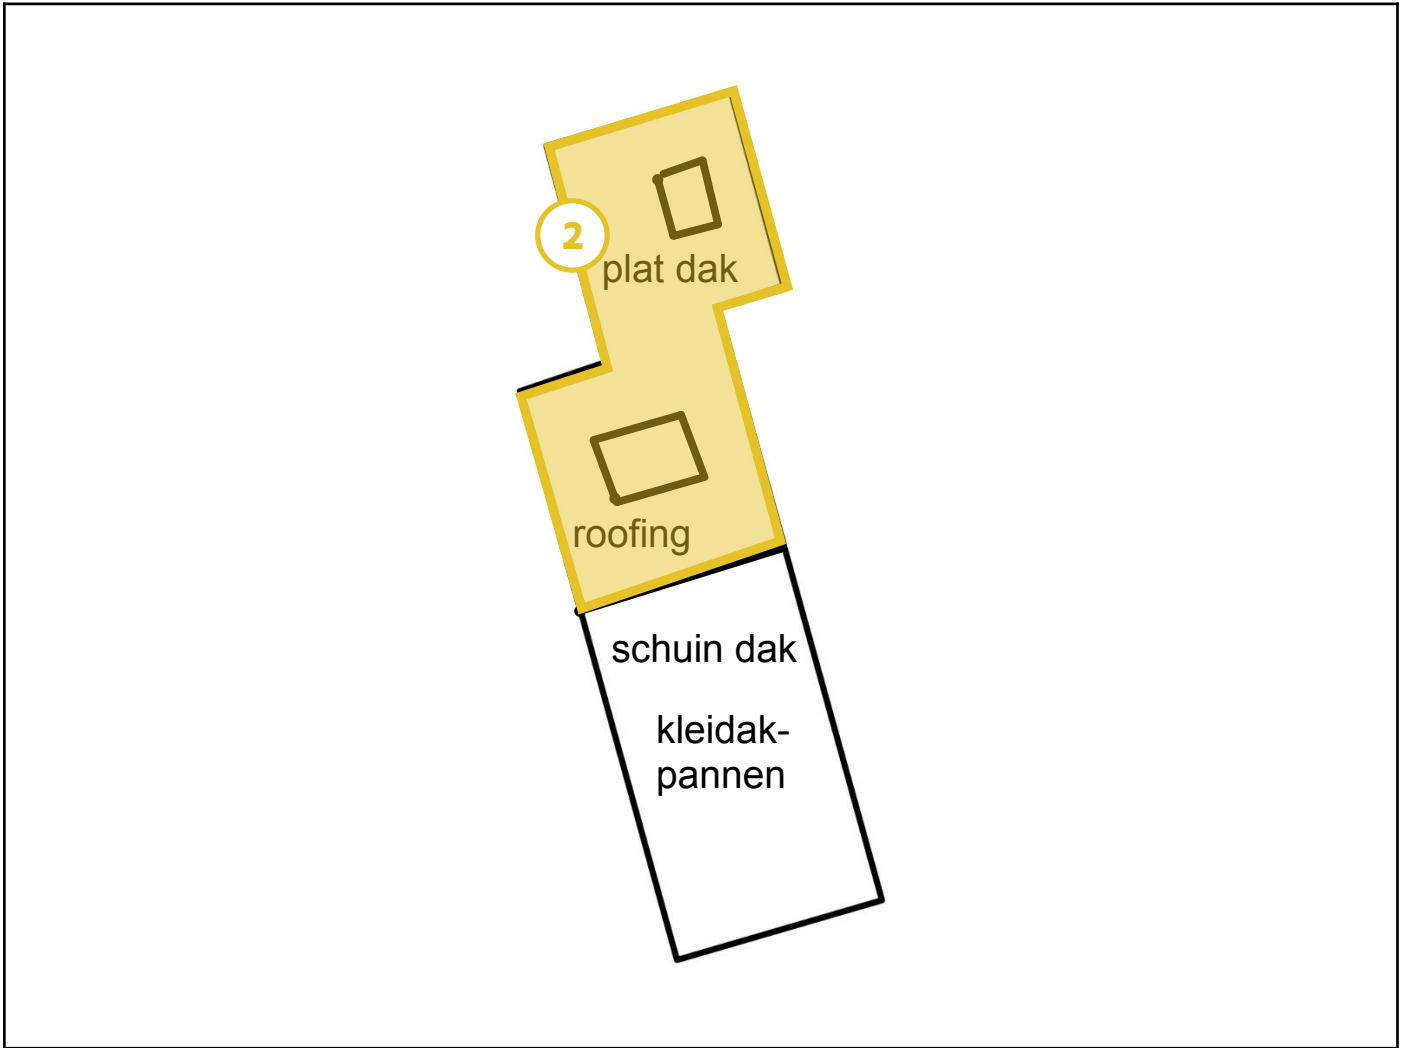 2
plat dak
roofing
schuin dak
kleidak-
pannen